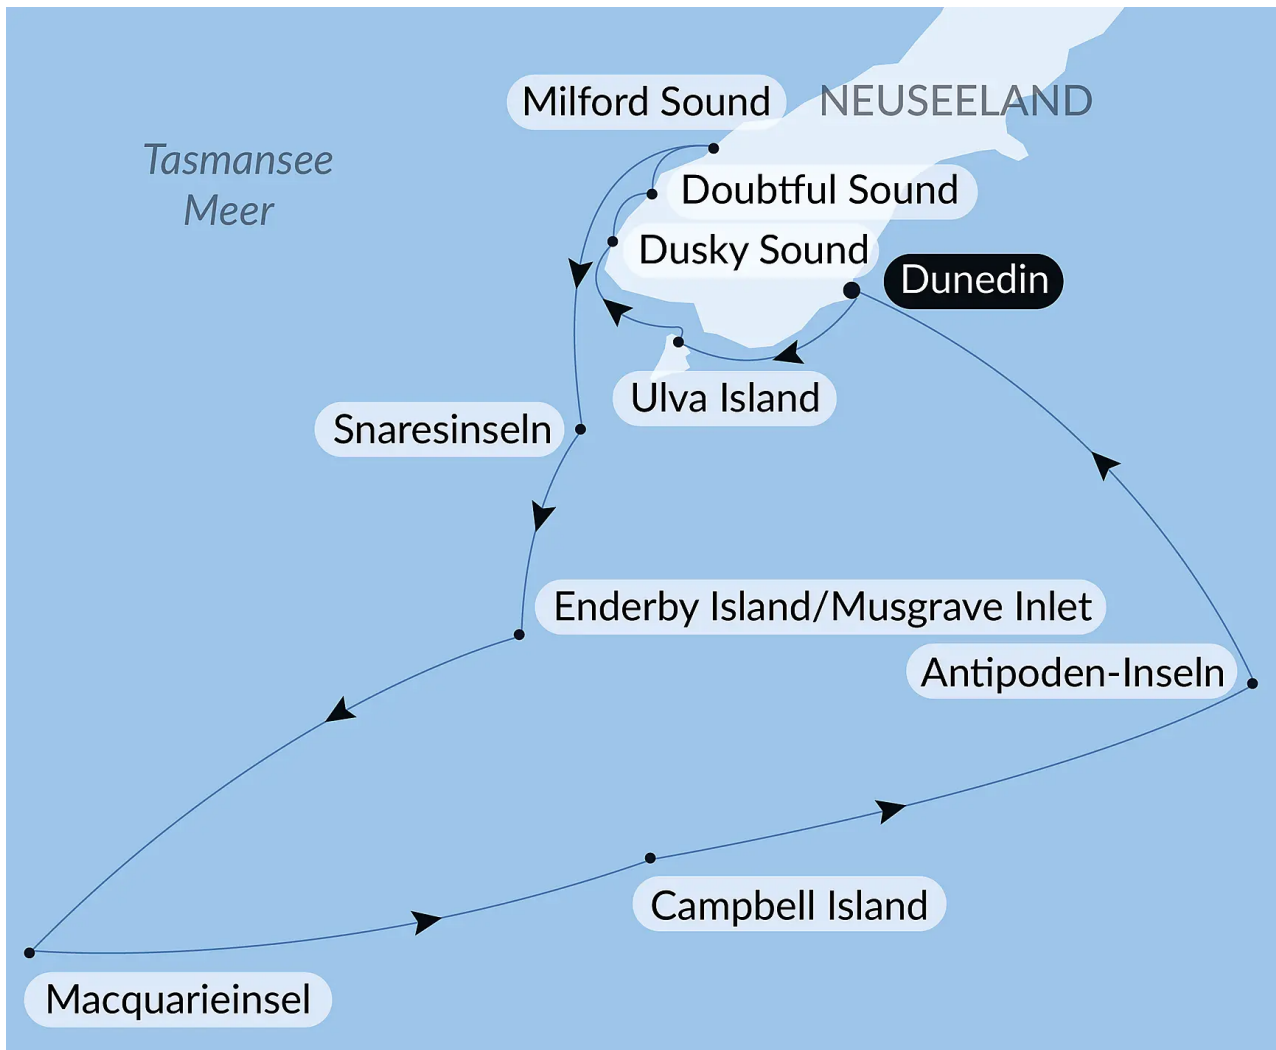 Milford Sound
NEUSEELAND
Tasmansee
Meer
Doubtful Sound
Dusky Sound
Dunedin
Ulva Island
Snaresinseln
Enderby Island/Musgrave Inlet
Antipoden-Inseln
Campbell Island
Macquarieinsel